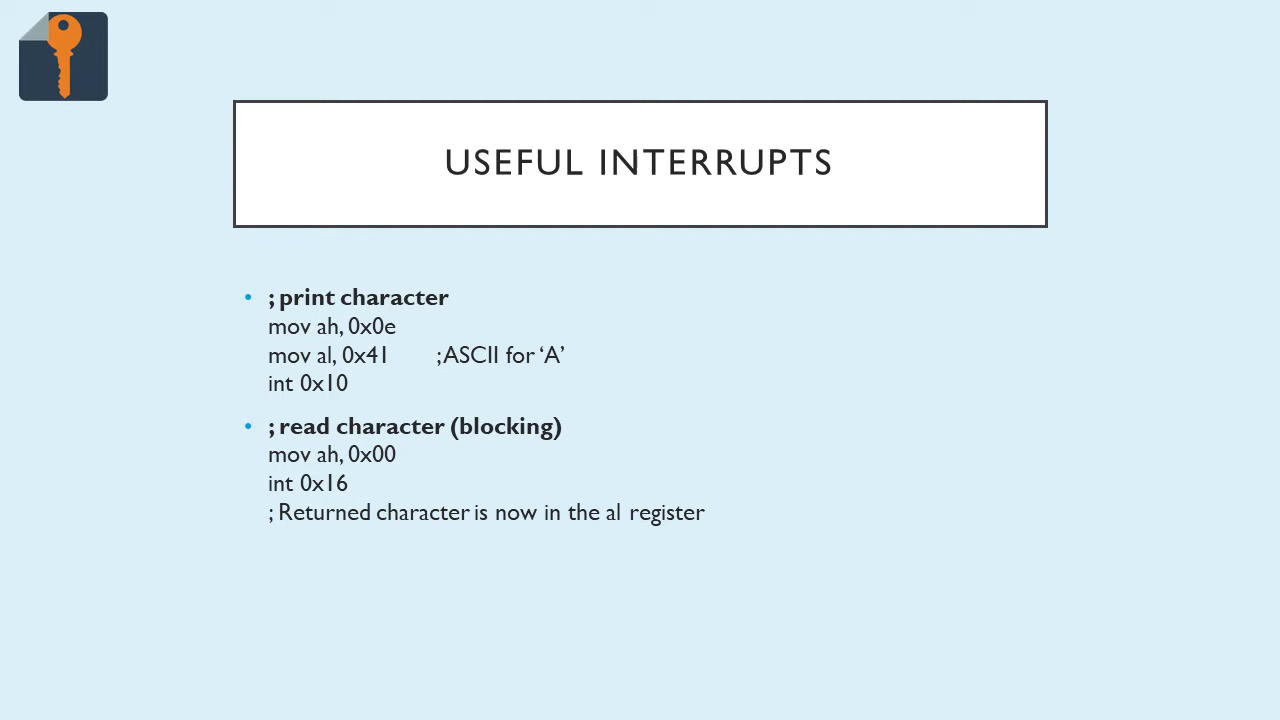 USEFUL INTERRUPTS
• ; print character
mov ah, 0x0e
mov al, 0x41 ; ASCII for ‘A’
int 0x10
• ; read character (blocking)
mov ah, 0x00
int 0x16
; Returned character is now in the al register